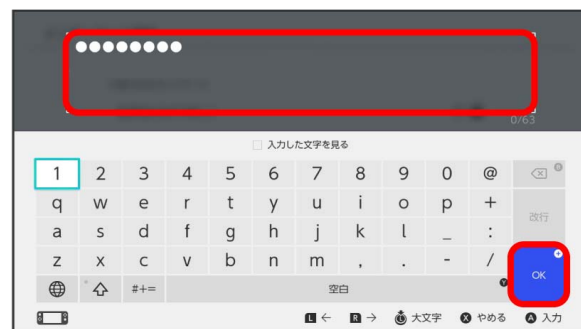 ●●●●●●●●
0/63
入力した文字を見る
1 2 3 4 5 6 7 8 9 0 @
q w e r t y u i o p +
改行
a s d f g h j k l _ :
z x c v b n m , . - /
OK
#+= 空白
L ← R → L 大文字 X やめる A 入力